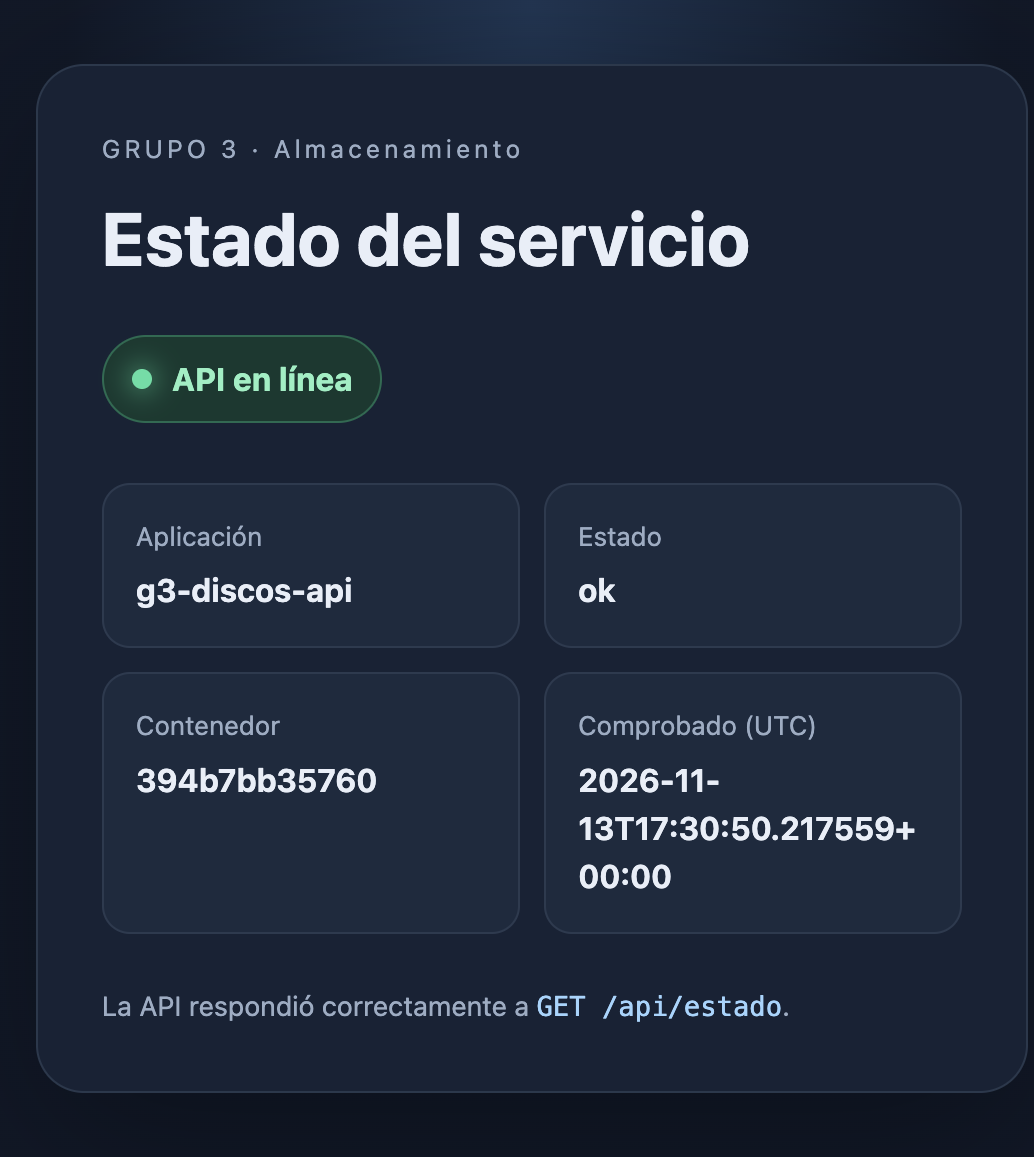 GRUPO 3 · Almacenamiento
Estado del servicio
API en línea
Aplicación
g3-discos-api
Estado
ok
Contenedor
394b7bb35760
Comprobado (UTC)
2026-11-
13T17:30:50.217559+
00:00
La API respondió correctamente a GET /api/estado.